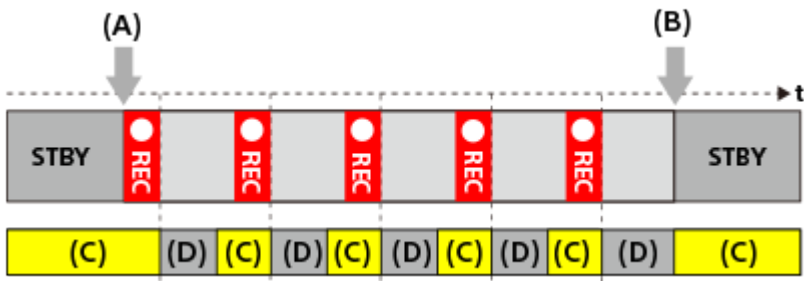 (A) (B)
t
STBY REC REC REC REC REC STBY
(C) (D) (C) (D) (C) (D) (C) (D) (C) (D) (C)